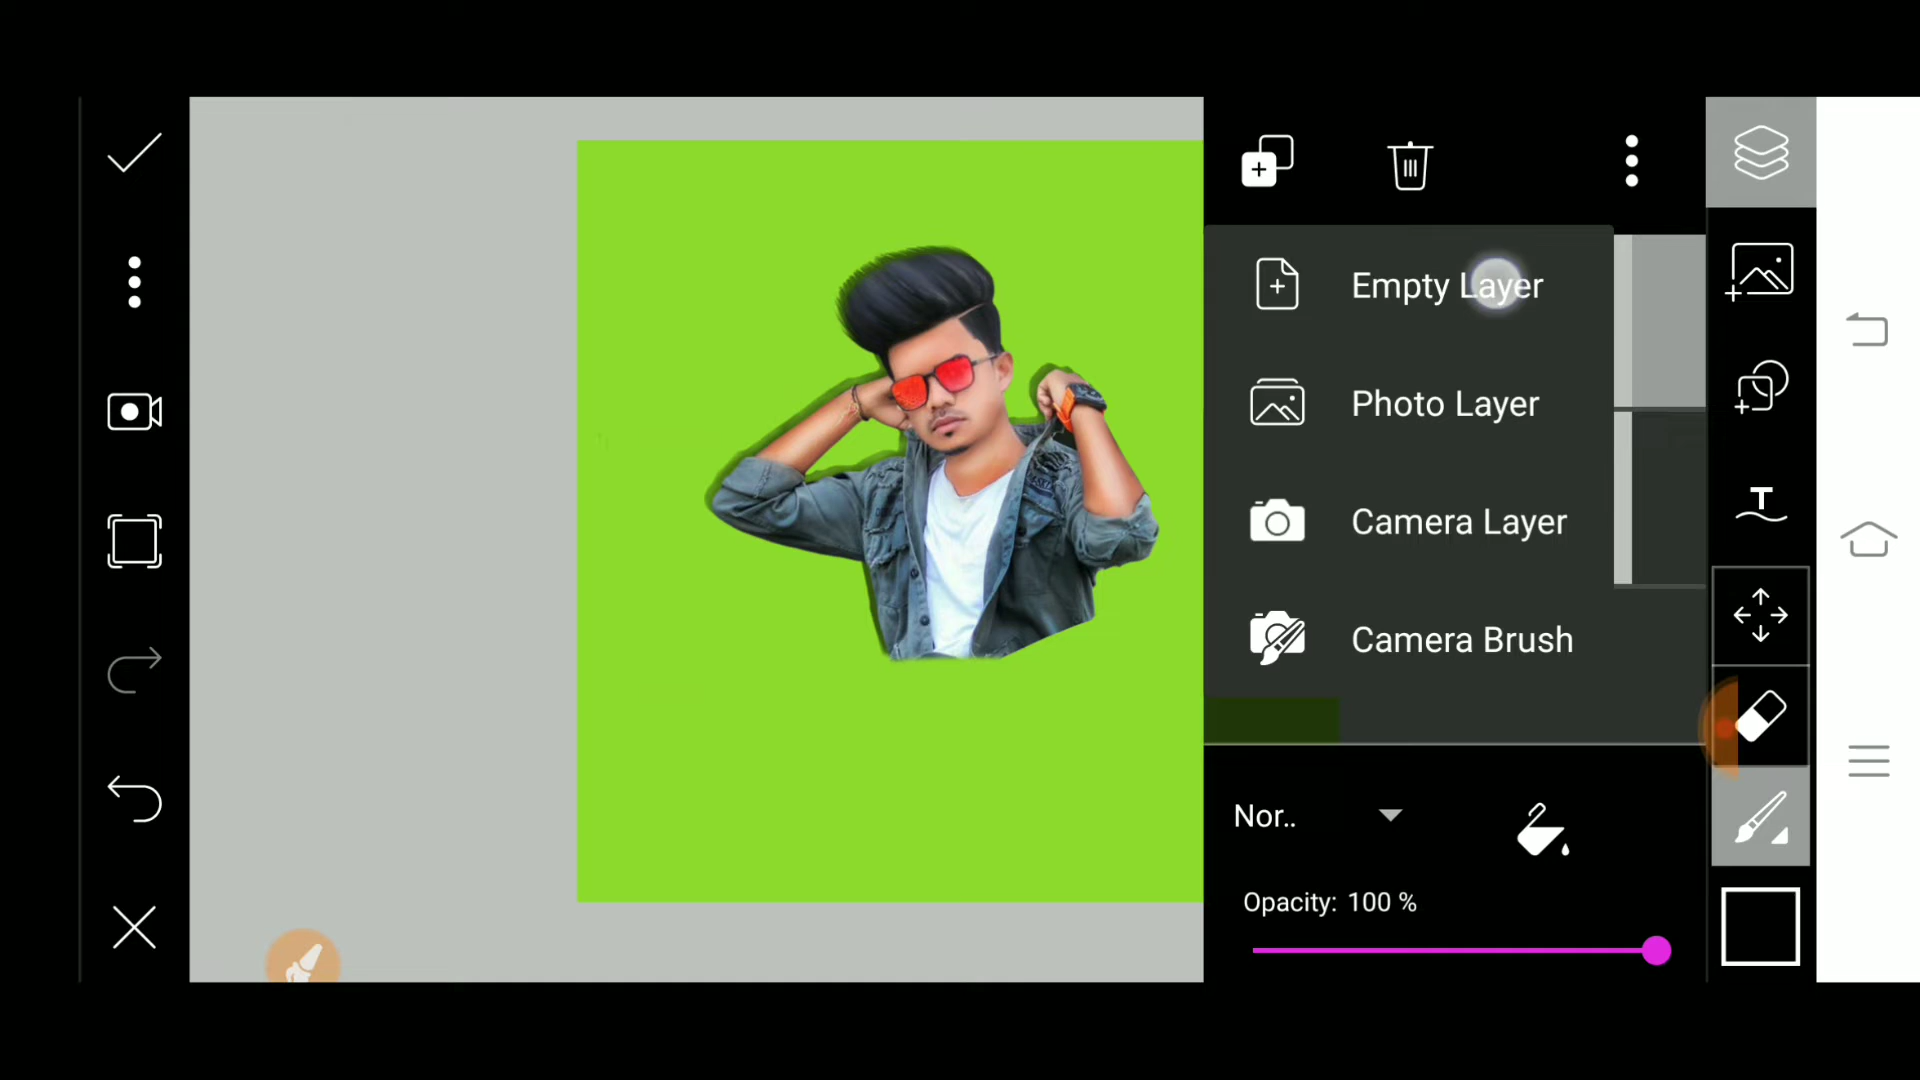 Empty Layer
Photo Layer
Camera Layer
Camera Brush
Nor..
Opacity: 100 %
T